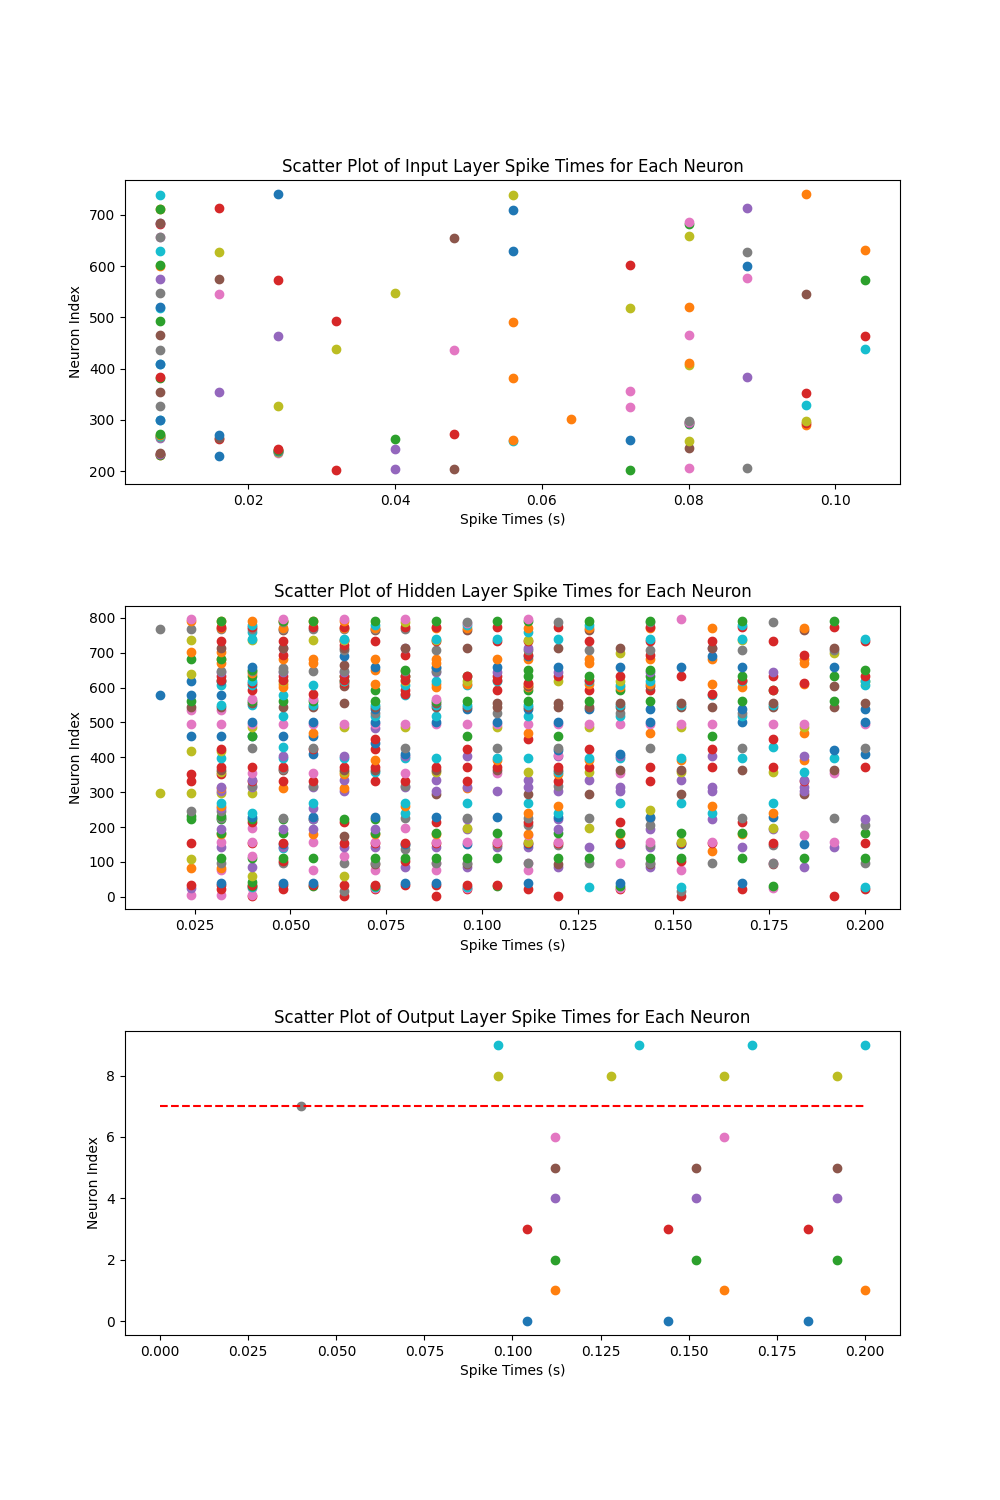 Scatter Plot of Input Layer Spike Times for Each Neuron
700
600
500
400
300
200
Neuron Index
0.02 0.04 0.06 0.08 0.10
Spike Times (s)
Scatter Plot of Hidden Layer Spike Times for Each Neuron
800
700
600
500
400
300
200
100
0
Neuron Index
0.025 0.050 0.075 0.100 0.125 0.150 0.175 0.200
Spike Times (s)
Scatter Plot of Output Layer Spike Times for Each Neuron
8
6
4
2
0
Neuron Index
0.000 0.025 0.050 0.075 0.100 0.125 0.150 0.175 0.200
Spike Times (s)